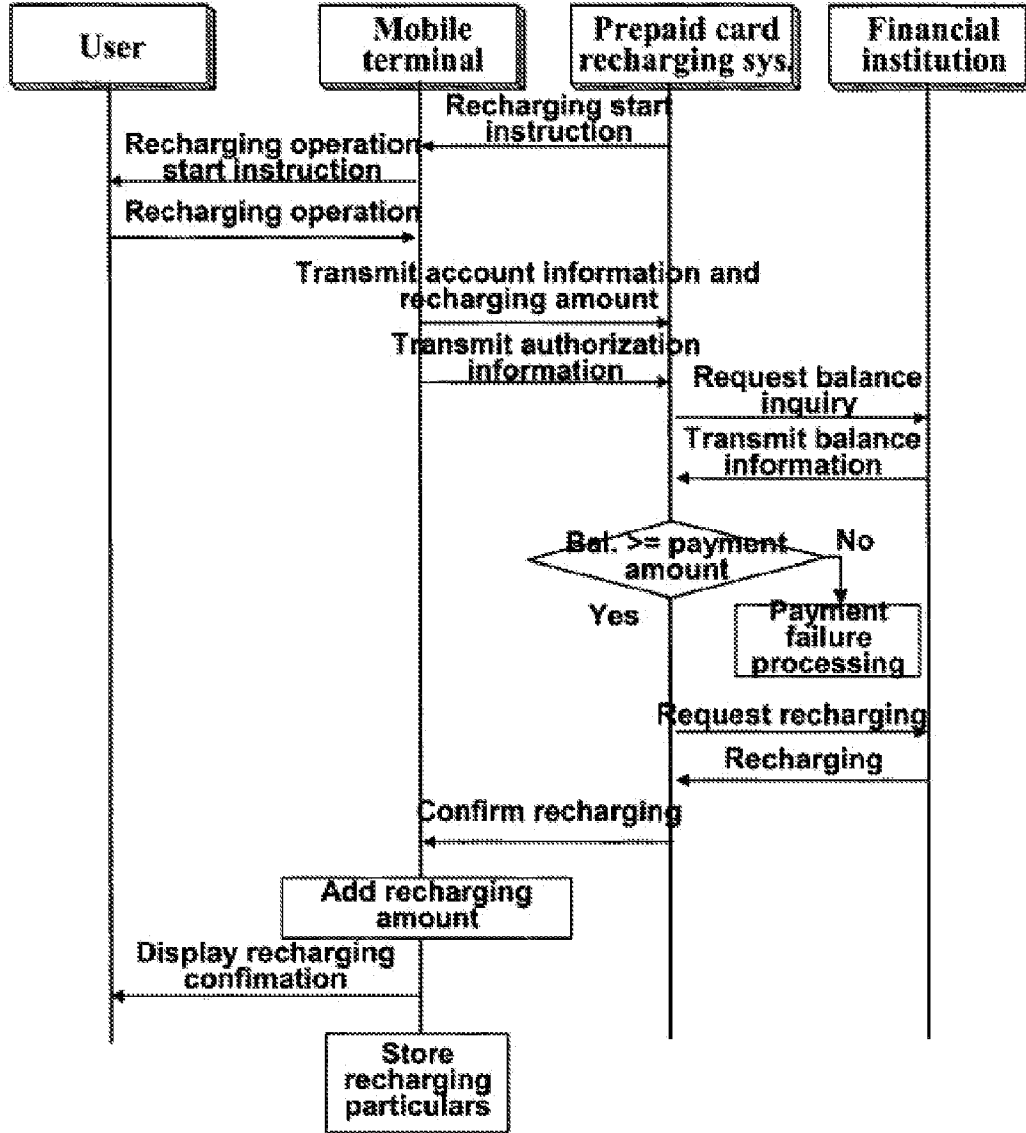 User
Mobile
terminal
Prepaid card
recharging sys.
Financial
institution
Recharging start
instruction
Recharging operation
start instruction
Recharging operation
Transmit account information and
recharging amount
Transmit authorization
information
Request balance
inquiry
Transmit balance
information
Bal. >= payment
amount
No
Yes
Payment
failure
processing
Request recharging
Recharging
Confirm recharging
Add recharging
amount
Display recharging
confimation
Store
recharging
particulars